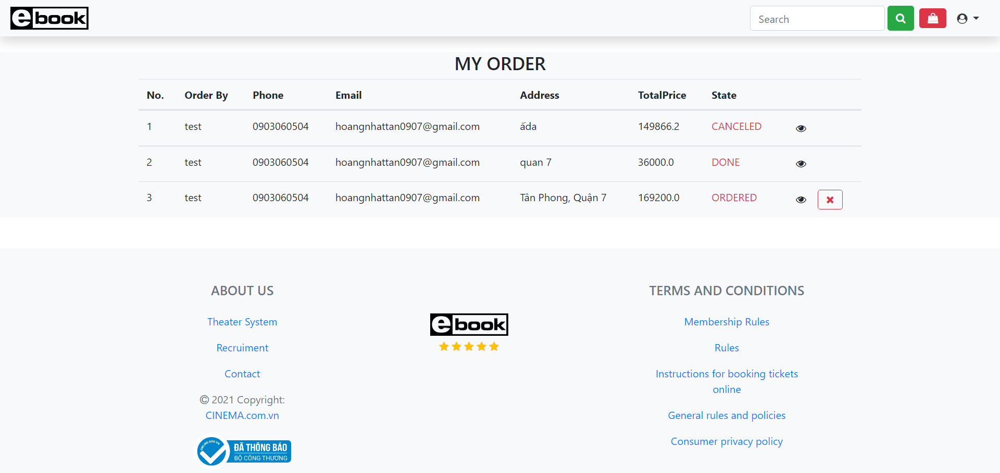 ebook
Search
MY ORDER
No. Order By Phone Email Address TotalPrice State
1 test 0903060504 hoangnhattan0907@gmail.com ấda 149866.2 CANCELED
2 test 0903060504 hoangnhattan0907@gmail.com quan 7 36000.0 DONE
3 test 0903060504 hoangnhattan0907@gmail.com Tân Phong, Quận 7 169200.0 ORDERED
ABOUT US
Theater System
Recruiment
Contact
© 2021 Copyright:
CINEMA.com.vn
ONLINE.GOV.VN
ĐÃ THÔNG BÁO
BỘ CÔNG THƯƠNG
ebook
TERMS AND CONDITIONS
Membership Rules
Rules
Instructions for booking tickets
online
General rules and policies
Consumer privacy policy